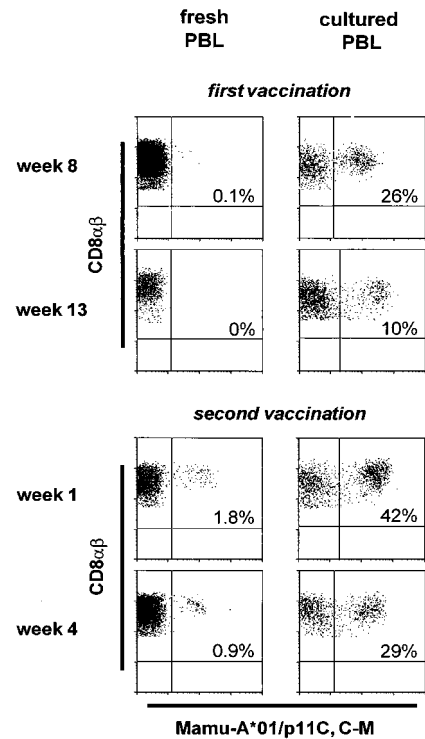 fresh PBL
cultured PBL
first vaccination
week 8
0.1%
26%
CD8αβ
week 13
0%
10%
second vaccination
week 1
1.8%
42%
CD8αβ
week 4
0.9%
29%
Mamu-A*01/p11C, C-M